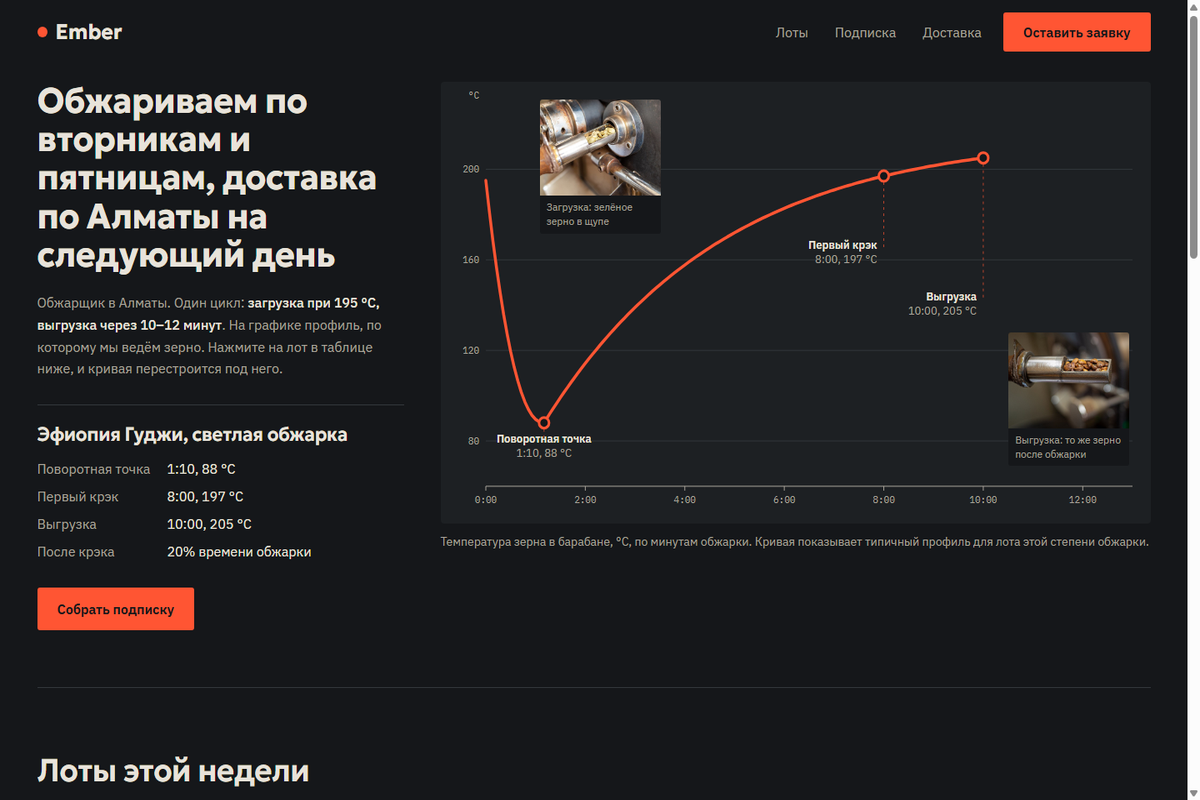 Ember
Лоты
Подписка
Доставка
Оставить заявку
Обжариваем по
вторникам и
пятницам, доставка
по Алматы на
следующий день
Обжарщик в Алматы. Один цикл: загрузка при 195 °C,
выгрузка через 10–12 минут. На графике профиль, по
которому мы ведём зерно. Нажмите на лот в таблице
ниже, и кривая перестроится под него.
Эфиопия Гуджи, светлая обжарка
Поворотная точка 1:10, 88 °C
Первый крэк 8:00, 197 °C
Выгрузка 10:00, 205 °C
После крэка 20% времени обжарки
Собрать подписку
°C
200
160
120
80
Загрузка: зелёное
зерно в щупе
Первый крэк
8:00, 197 °C
Выгрузка
10:00, 205 °C
Поворотная точка
1:10, 88 °C
Выгрузка: то же зерно
после обжарки
0:00 2:00 4:00 6:00 8:00 10:00 12:00
Температура зерна в барабане, °C, по минутам обжарки. Кривая показывает типичный профиль для лота этой степени обжарки.
Лоты этой недели